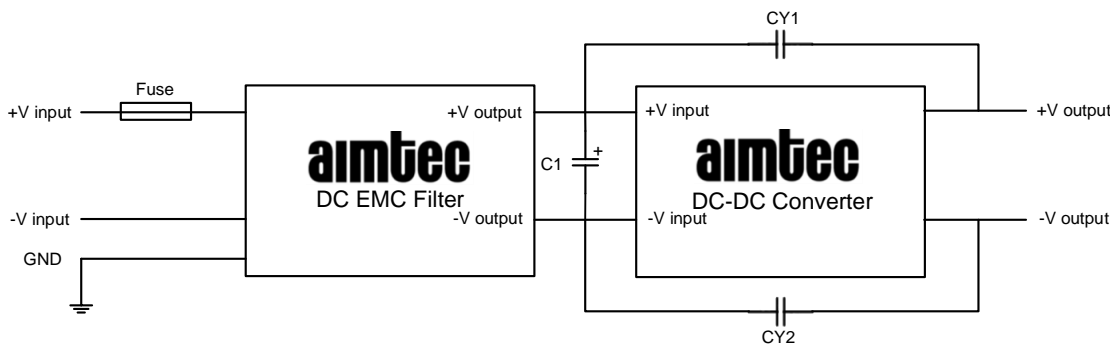 CY1
Fuse
+V input
+V output
+V input
+V output
aimtec
DC EMC Filter
C1
+
aimtec
DC-DC Converter
-V input
-V output
-V input
-V output
GND
CY2